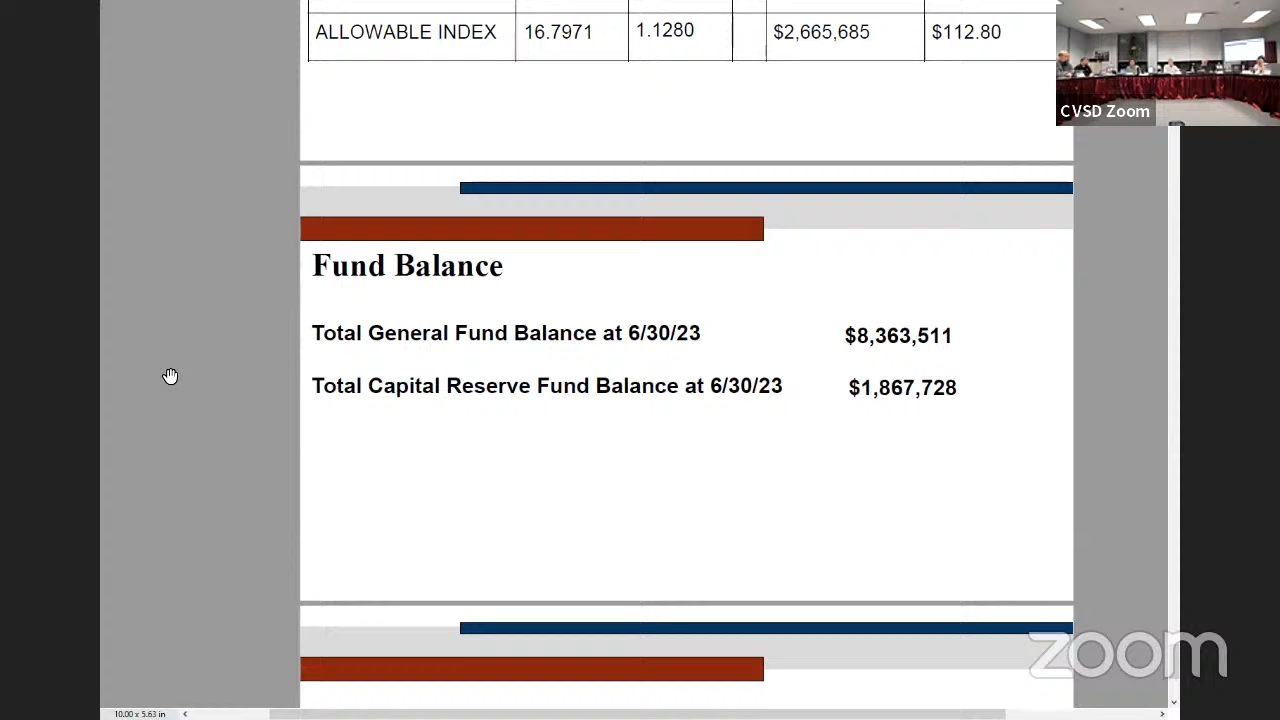 ALLOWABLE INDEX 16.7971 1.1280 $2,665,685 $112.80
CVSD Zoom
Fund Balance
Total General Fund Balance at 6/30/23 $8,363,511
Total Capital Reserve Fund Balance at 6/30/23 $1,867,728
zoom
10.00 x 5.63 in